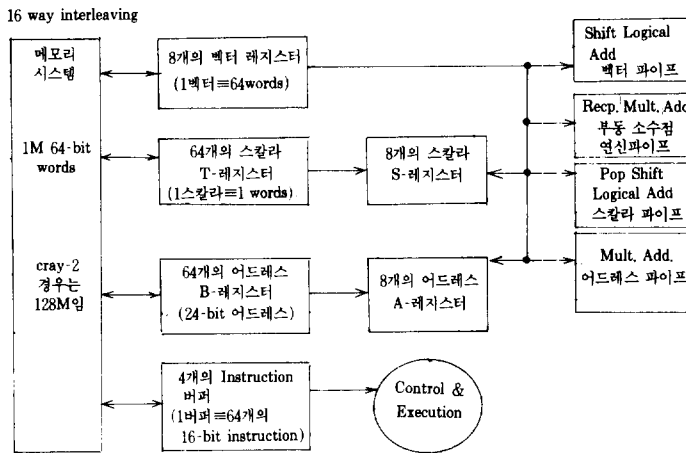 16 way interleaving
메모리
시스템
1M 64-bit
words
cray-2
경우는
128M임
8개의 벡터 레지스터
(1벡터≡64words)
64개의 스칼라
T-레지스터
(1스칼라≡1 words)
8개의 스칼라
S-레지스터
64개의 어드레스
B-레지스터
(24-bit 어드레스)
8개의 어드레스
A-레지스터
4개의 Instruction
버퍼
(1버퍼≡64개의
16-bit instruction)
Control &
Execution
Shift Logical
Add
벡터 파이프
Recp. Mult. Add
부동 소수점
연신파이프
Pop Shift
Logical Add
스칼라 파이프
Mult. Add.
어드레스 파이프